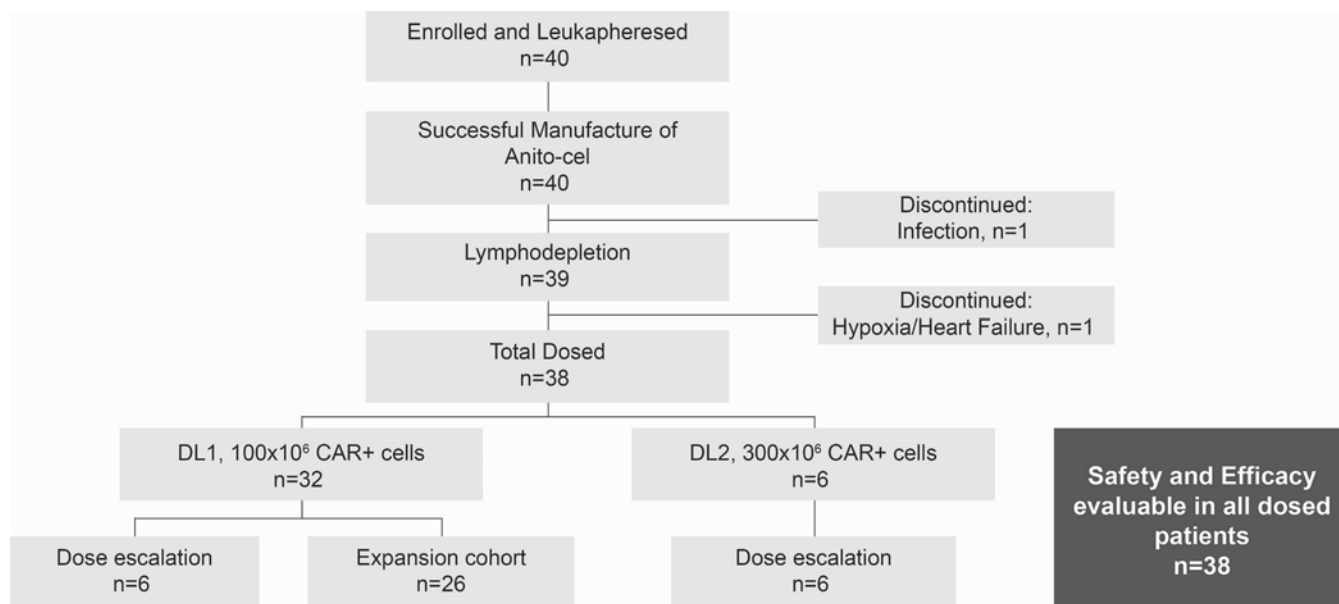 Enrolled and Leukapheresed
n=40
Successful Manufacture of
Anito-cel
n=40
Discontinued:
Infection, n=1
Lymphodepletion
n=39
Discontinued:
Hypoxia/Heart Failure, n=1
Total Dosed
n=38
DL1, 100x10⁶ CAR+ cells
n=32
DL2, 300x10⁶ CAR+ cells
n=6
Dose escalation
n=6
Expansion cohort
n=26
Dose escalation
n=6
Safety and Efficacy
evaluable in all dosed
patients
n=38